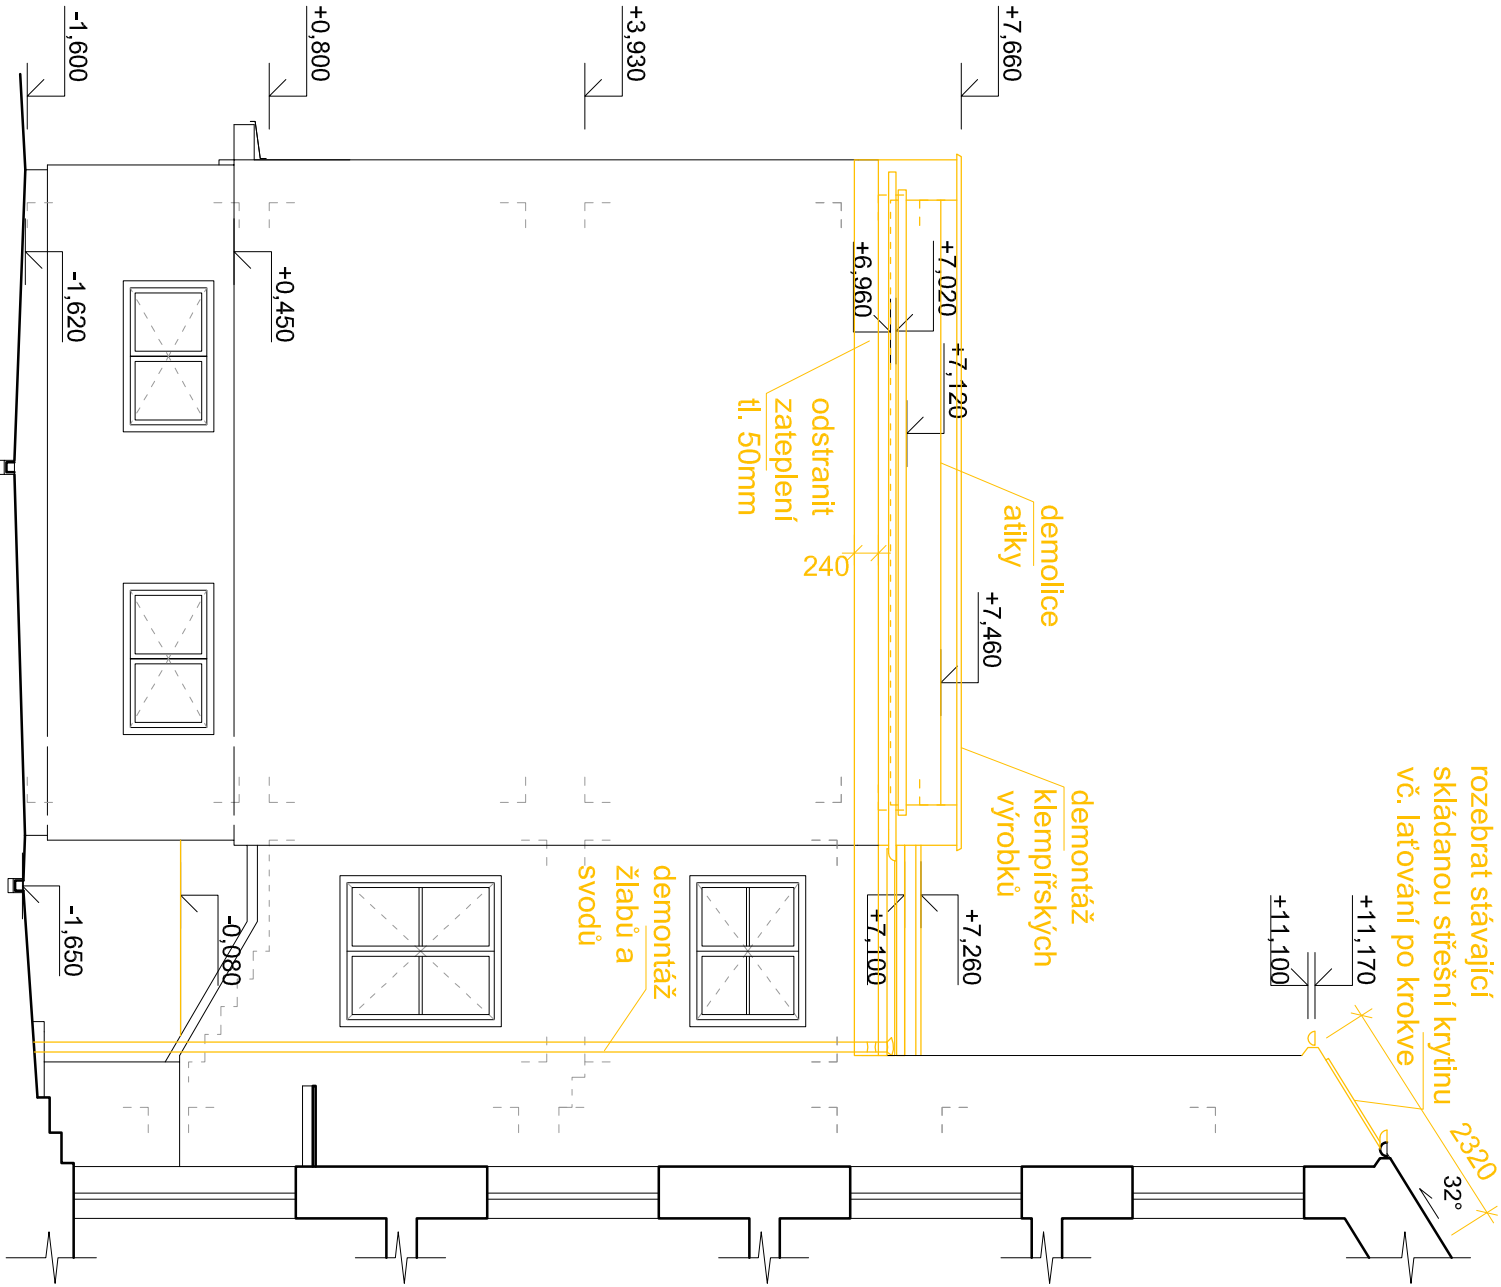 -1,600
+0,800
+3,930
+7,660
-1,620
+0,450
+6,960
+7,020
+7,120
odstranit
zateplení
tl. 50mm
demolice
atiky
240
+7,460
demontáž
klempířských
výrobků
rozebrat stávající
skládanou střešní krytinu
vč. laťování po krokve
demontáž
žlabů a
svodů
-1,650
-0,080
+7,100
+7,260
+11,100
+11,170
2320
32°